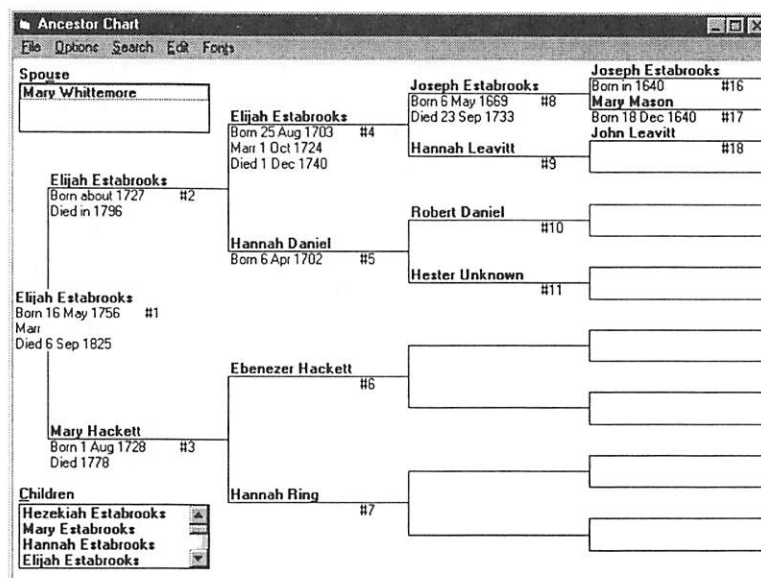 Ancestor Chart
File Options Search Edit Fonts
Spouse
Mary Whittemore
Elijah Estabrooks
Born 16 May 1756 #1
Marr
Died 6 Sep 1825
Elijah Estabrooks
Born about 1727 #2
Died in 1796
Mary Hackett
Born 1 Aug 1728 #3
Died 1778
Elijah Estabrooks
Born 25 Aug 1703 #4
Marr 1 Oct 1724
Died 1 Dec 1740
Hannah Daniel
Born 6 Apr 1702 #5
Ebenezer Hackett
#6
Hannah Ring
#7
Joseph Estabrooks
Born 6 May 1669 #8
Died 23 Sep 1733
Hannah Leavitt
#9
Robert Daniel
#10
Hester Unknown
#11
Joseph Estabrooks
Born in 1640 #16
Mary Mason
Born 18 Dec 1640 #17
John Leavitt
#18
Children
Hezekiah Estabrooks
Mary Estabrooks
Hannah Estabrooks
Elijah Estabrooks